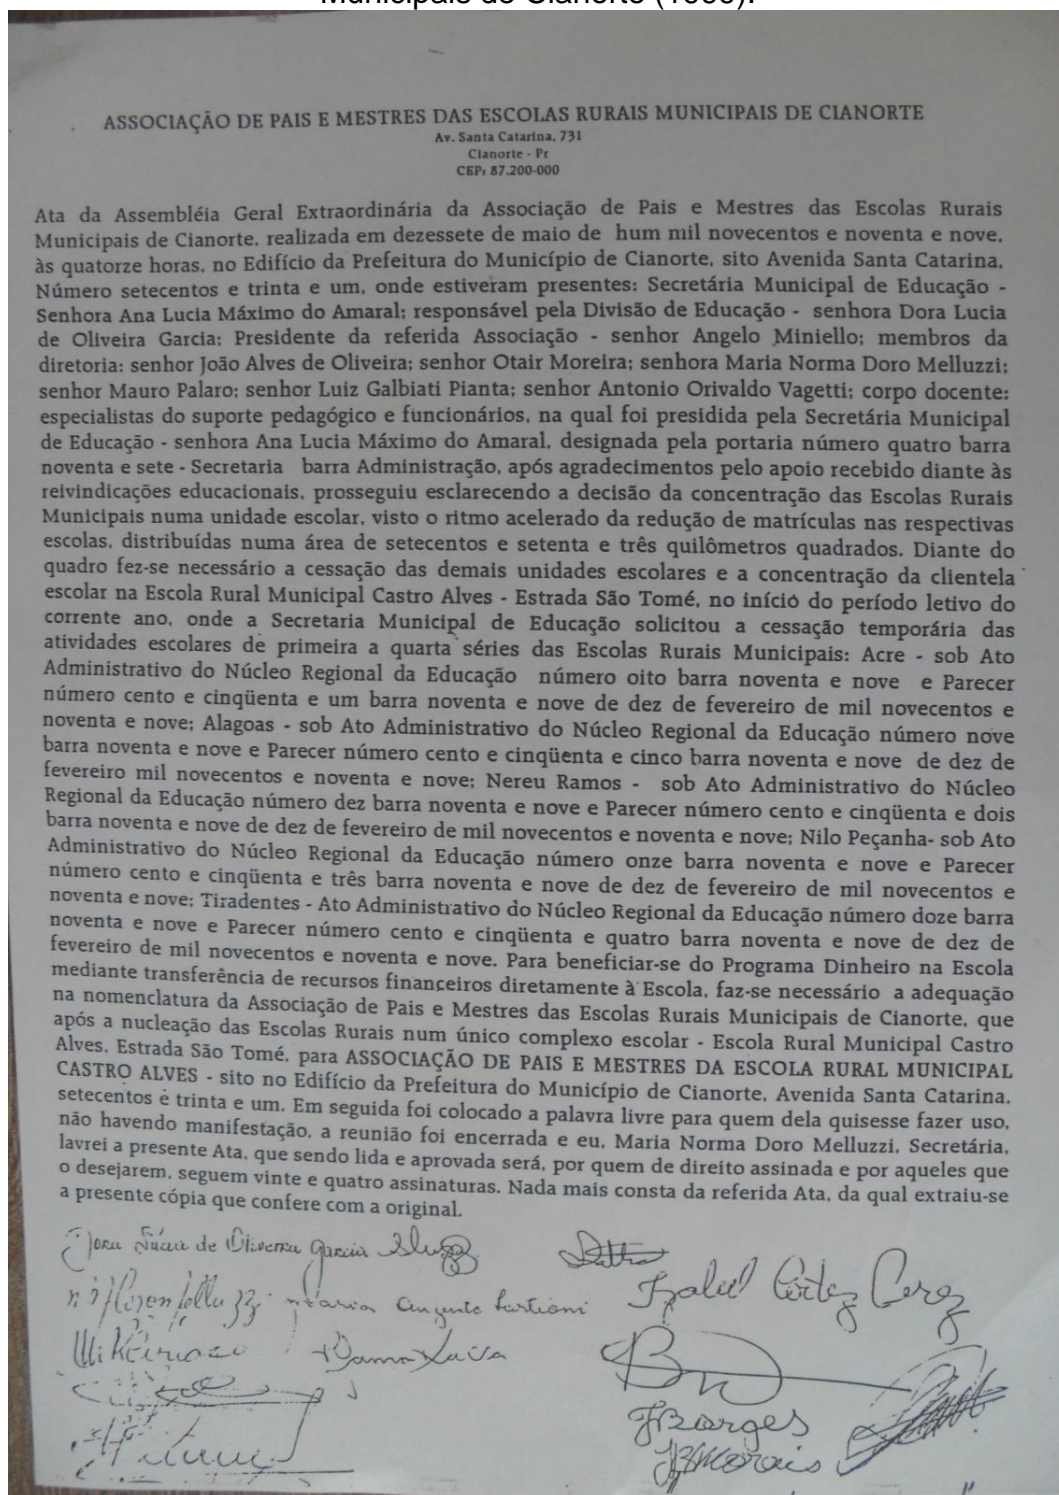 ASSOCIAÇÃO DE PAIS E MESTRES DAS ESCOLAS RURAIS MUNICIPAIS DE CIANORTE
Av. Santa Catarina, 731
Cianorte - Pr
CEP: 87.200-000
Ata da Assembléia Geral Extraordinária da Associação de Pais e Mestres das Escolas Rurais
Municipais de Cianorte, realizada em dezessete de maio de hum mil novecentos e noventa e nove,
às quatorze horas, no Edifício da Prefeitura do Município de Cianorte, sito Avenida Santa Catarina,
Número setecentos e trinta e um, onde estiveram presentes: Secretária Municipal de Educação -
Senhora Ana Lucia Máximo do Amaral; responsável pela Divisão de Educação - senhora Dora Lucia
de Oliveira Garcia; Presidente da referida Associação - senhor Angelo Miniello; membros da
diretoria: senhor João Alves de Oliveira; senhor Otair Moreira; senhora Maria Norma Doro Melluzzi;
senhor Mauro Palaro; senhor Luiz Galbiati Pianta; senhor Antonio Orivaldo Vagetti; corpo docente;
especialistas do suporte pedagógico e funcionários, na qual foi presidida pela Secretária Municipal
de Educação - senhora Ana Lucia Máximo do Amaral, designada pela portaria número quatro barra
noventa e sete - Secretaria barra Administração, após agradecimentos pelo apoio recebido diante às
reivindicações educacionais, prosseguiu esclarecendo a decisão da concentração das Escolas Rurais
Municipais numa unidade escolar, visto o ritmo acelerado da redução de matrículas nas respectivas
escolas, distribuídas numa área de setecentos e setenta e três quilômetros quadrados. Diante do
quadro fez-se necessário a cessação das demais unidades escolares e a concentração da clientela
escolar na Escola Rural Municipal Castro Alves - Estrada São Tomé, no início do período letivo do
corrente ano, onde a Secretaria Municipal de Educação solicitou a cessação temporária das
atividades escolares de primeira a quarta séries das Escolas Rurais Municipais: Acre - sob Ato
Administrativo do Núcleo Regional da Educação número oito barra noventa e nove e Parecer
número cento e cinqüenta e um barra noventa e nove de dez de fevereiro de mil novecentos e
noventa e nove; Alagoas - sob Ato Administrativo do Núcleo Regional da Educação número nove
barra noventa e nove e Parecer número cento e cinqüenta e cinco barra noventa e nove de dez de
fevereiro mil novecentos e noventa e nove; Nereu Ramos - sob Ato Administrativo do Núcleo
Regional da Educação número dez barra noventa e nove e Parecer número cento e cinqüenta e dois
barra noventa e nove de dez de fevereiro de mil novecentos e noventa e nove; Nilo Peçanha- sob Ato
Administrativo do Núcleo Regional da Educação número onze barra noventa e nove e Parecer
número cento e cinqüenta e três barra noventa e nove de dez de fevereiro de mil novecentos e
noventa e nove; Tiradentes - Ato Administrativo do Núcleo Regional da Educação número doze barra
noventa e nove e Parecer número cento e cinqüenta e quatro barra noventa e nove de dez de
fevereiro de mil novecentos e noventa e nove. Para beneficiar-se do Programa Dinheiro na Escola
mediante transferência de recursos financeiros diretamente à Escola, faz-se necessário a adequação
na nomenclatura da Associação de Pais e Mestres das Escolas Rurais Municipais de Cianorte, que
após a nucleação das Escolas Rurais num único complexo escolar - Escola Rural Municipal Castro
Alves, Estrada São Tomé, para ASSOCIAÇÃO DE PAIS E MESTRES DA ESCOLA RURAL MUNICIPAL
CASTRO ALVES - sito no Edifício da Prefeitura do Município de Cianorte, Avenida Santa Catarina,
setecentos e trinta e um. Em seguida foi colocado a palavra livre para quem dela quisesse fazer uso,
não havendo manifestação, a reunião foi encerrada e eu, Maria Norma Doro Melluzzi, Secretária,
lavrei a presente Ata, que sendo lida e aprovada será, por quem de direito assinada e por aqueles que
o desejarem, seguem vinte e quatro assinaturas. Nada mais consta da referida Ata, da qual extraiu-se
a presente cópia que confere com a original.
Dora Lúcia de Oliveira Garcia
Izabel Cortez
JBorges